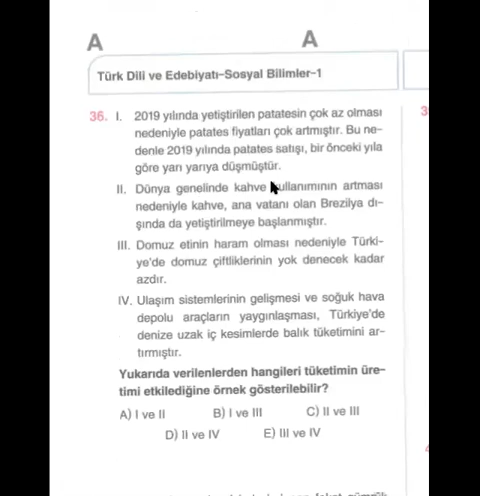 A
A
Türk Dili ve Edebiyatı-Sosyal Bilimler-1
36. I. 2019 yılında yetiştirilen patatesin çok az olması
nedeniyle patates fiyatları çok artmıştır. Bu ne-
denle 2019 yılında patates satışı, bir önceki yıla
göre yarı yarıya düşmüştür.
II. Dünya genelinde kahve kullanımının artması
nedeniyle kahve, ana vatanı olan Brezilya dı-
şında da yetiştirilmeye başlanmıştır.
III. Domuz etinin haram olması nedeniyle Türki-
ye'de domuz çiftliklerinin yok denecek kadar
azdır.
IV. Ulaşım sistemlerinin gelişmesi ve soğuk hava
depolu araçların yaygınlaşması, Türkiye'de
denize uzak iç kesimlerde balık tüketimini ar-
tırmıştır.
Yukarıda verilenlerden hangileri tüketimin üre-
timi etkilediğine örnek gösterilebilir?
A) I ve II B) I ve III C) II ve III
D) II ve IV E) III ve IV